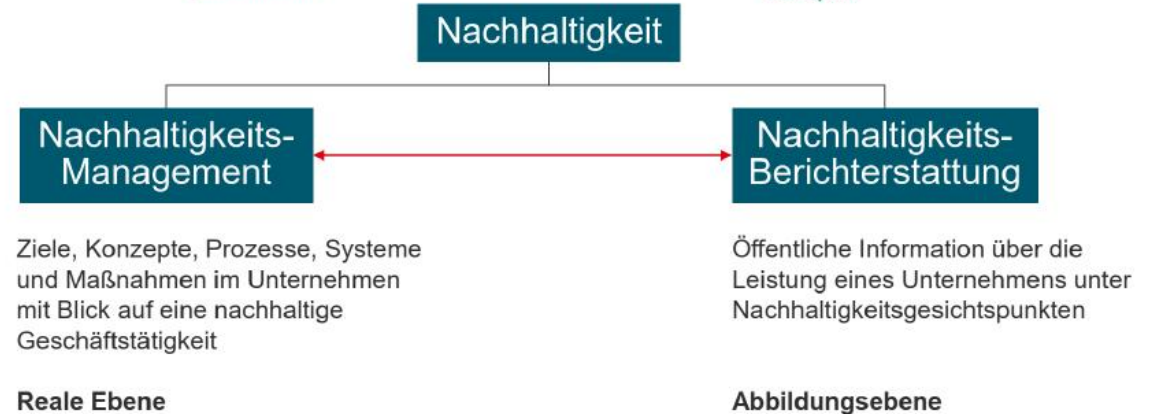 Nachhaltigkeit
Nachhaltigkeits-
Management
Nachhaltigkeits-
Berichterstattung
Ziele, Konzepte, Prozesse, Systeme
und Maßnahmen im Unternehmen
mit Blick auf eine nachhaltige
Geschäftstätigkeit
Öffentliche Information über die
Leistung eines Unternehmens unter
Nachhaltigkeitsgesichtspunkten
Reale Ebene
Abbildungsebene